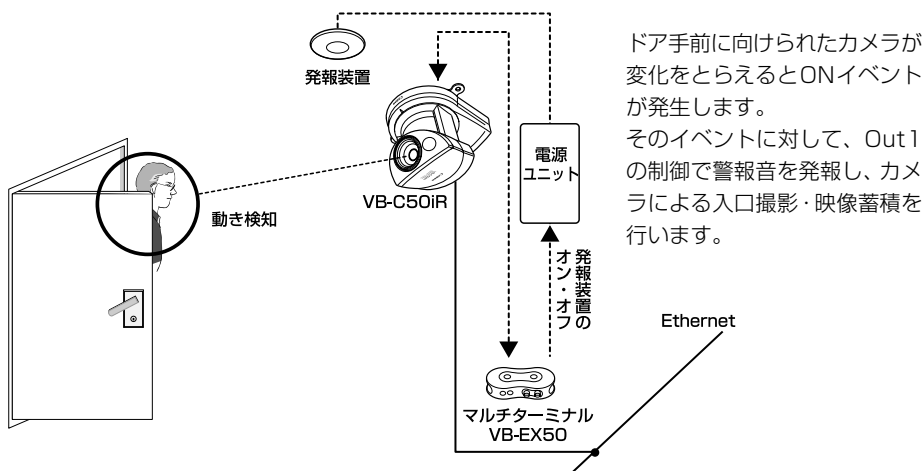 発報装置
VB-C50iR
動き検知
電源
ユニット
発報装置の
オン・オフ
マルチターミナル
VB-EX50
Ethernet
ドア手前に向けられたカメラが
変化をとらえるとONイベント
が発生します。
そのイベントに対して、Out1
の制御で警報音を発報し、カメ
ラによる入口撮影・映像蓄積を
行います。